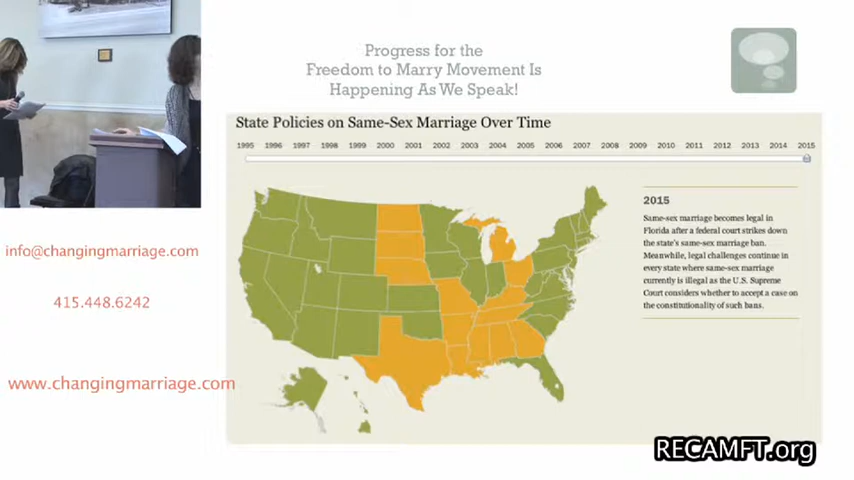 Progress for the
Freedom to Marry Movement Is
Happening As We Speak!
State Policies on Same-Sex Marriage Over Time
1995 1996 1997 1998 1999 2000 2001 2002 2003 2004 2005 2006 2007 2008 2009 2010 2011 2012 2013 2014 2015
2015
Same-sex marriage becomes legal in
Florida after a federal court strikes down
the state's same-sex marriage ban.
Meanwhile, legal challenges continue in
every state where same-sex marriage
currently is illegal as the U.S. Supreme
Court considers whether to accept a case on
the constitutionality of such bans.
info@changingmarriage.com
415.448.6242
www.changingmarriage.com
RECAMFT.org